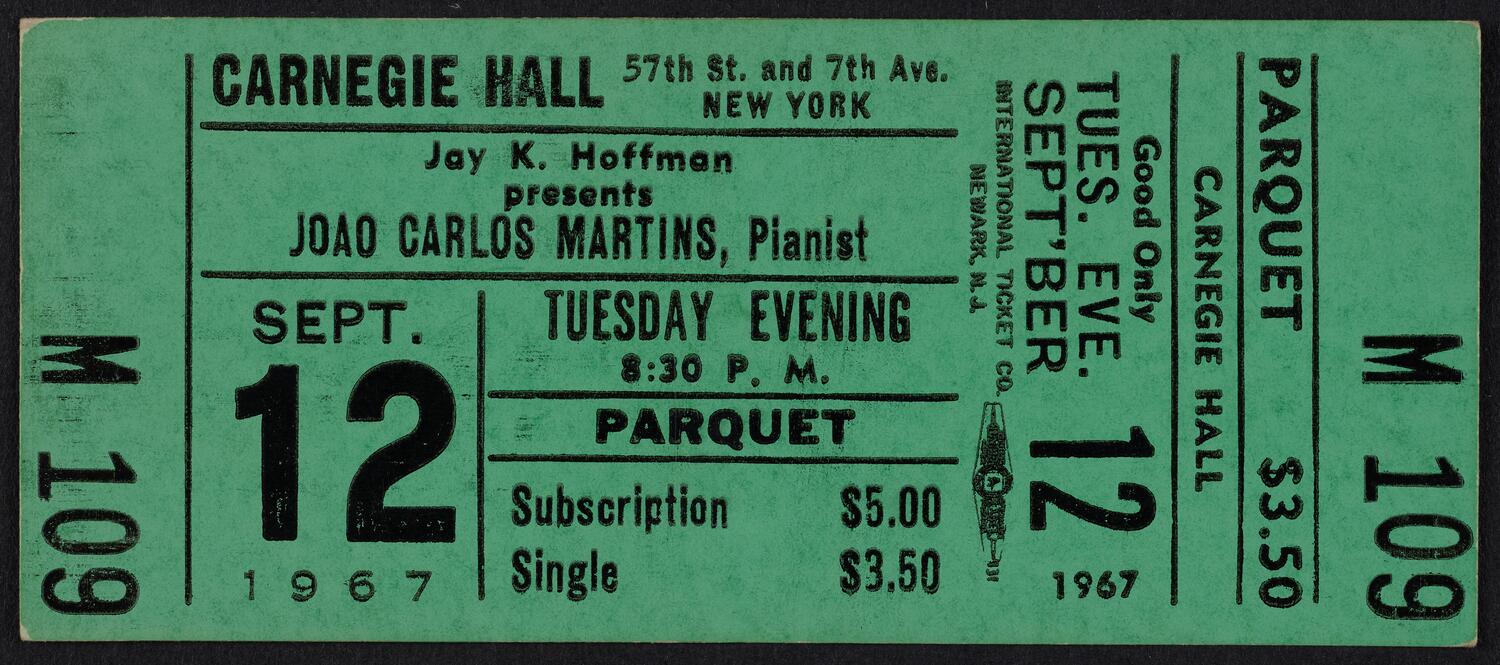 M 109
CARNEGIE HALL 57th St. and 7th Ave.
NEW YORK
Jay K. Hoffman
presents
JOAO CARLOS MARTINS, Pianist
SEPT.
12
1967
TUESDAY EVENING
8:30 P. M.
PARQUET
Subscription $5.00
Single $3.50
Good Only
TUES. EVE.
SEPT'BER 12
1967
INTERNATIONAL TICKET CO.
NEWARK, N.J.
CARNEGIE HALL
PARQUET $3.50
M 109